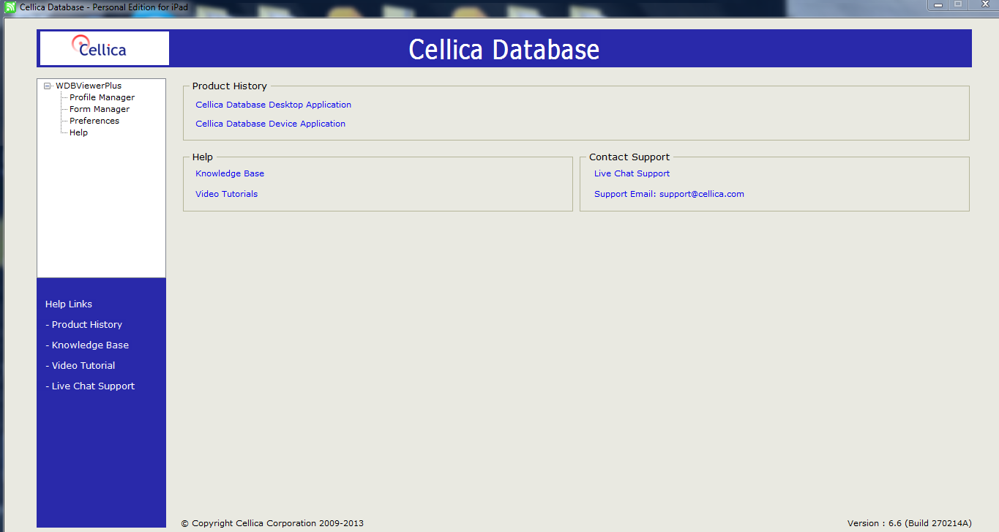 Cellica Database - Personal Edition for iPad
Cellica
Cellica Database
WDBViewerPlus
Profile Manager
Form Manager
Preferences
Help
Product History
Cellica Database Desktop Application
Cellica Database Device Application
Help
Knowledge Base
Video Tutorials
Contact Support
Live Chat Support
Support Email: support@cellica.com
Help Links
- Product History
- Knowledge Base
- Video Tutorial
- Live Chat Support
© Copyright Cellica Corporation 2009-2013
Version : 6.6 (Build 270214A)